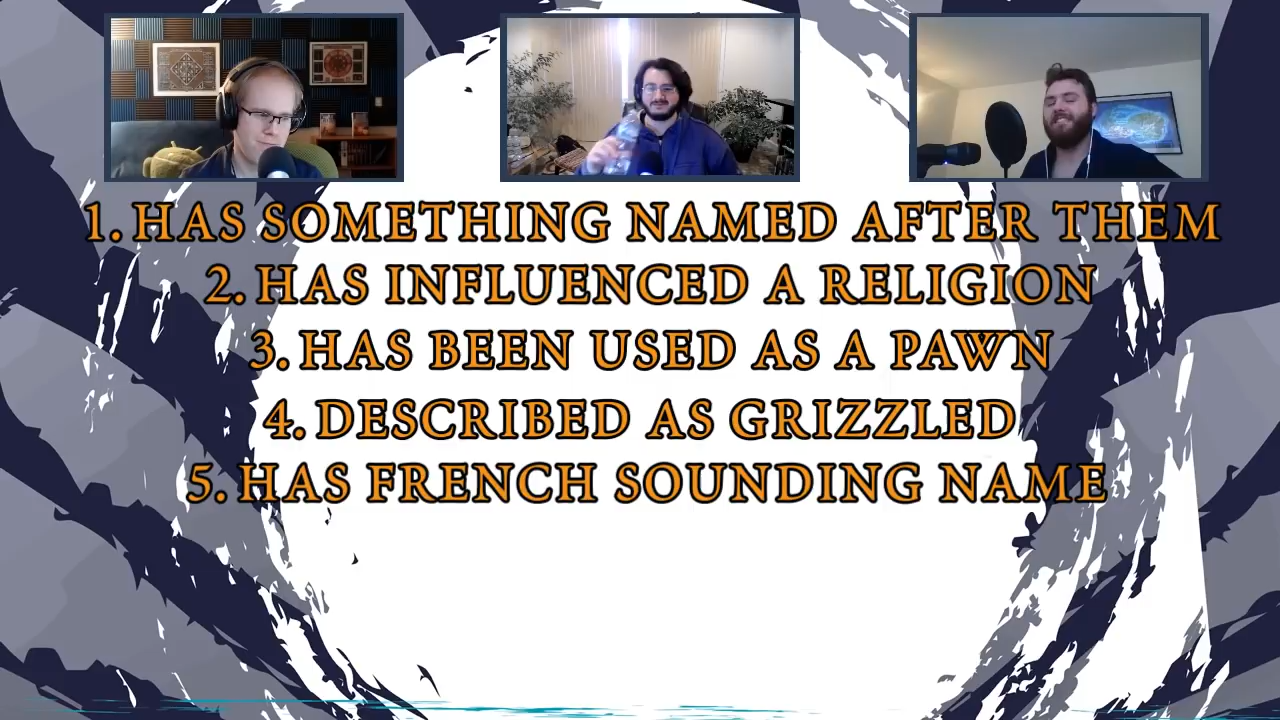 1. HAS SOMETHING NAMED AFTER THEM
2. HAS INFLUENCED A RELIGION
3. HAS BEEN USED AS A PAWN
4. DESCRIBED AS GRIZZLED
5. HAS FRENCH SOUNDING NAME